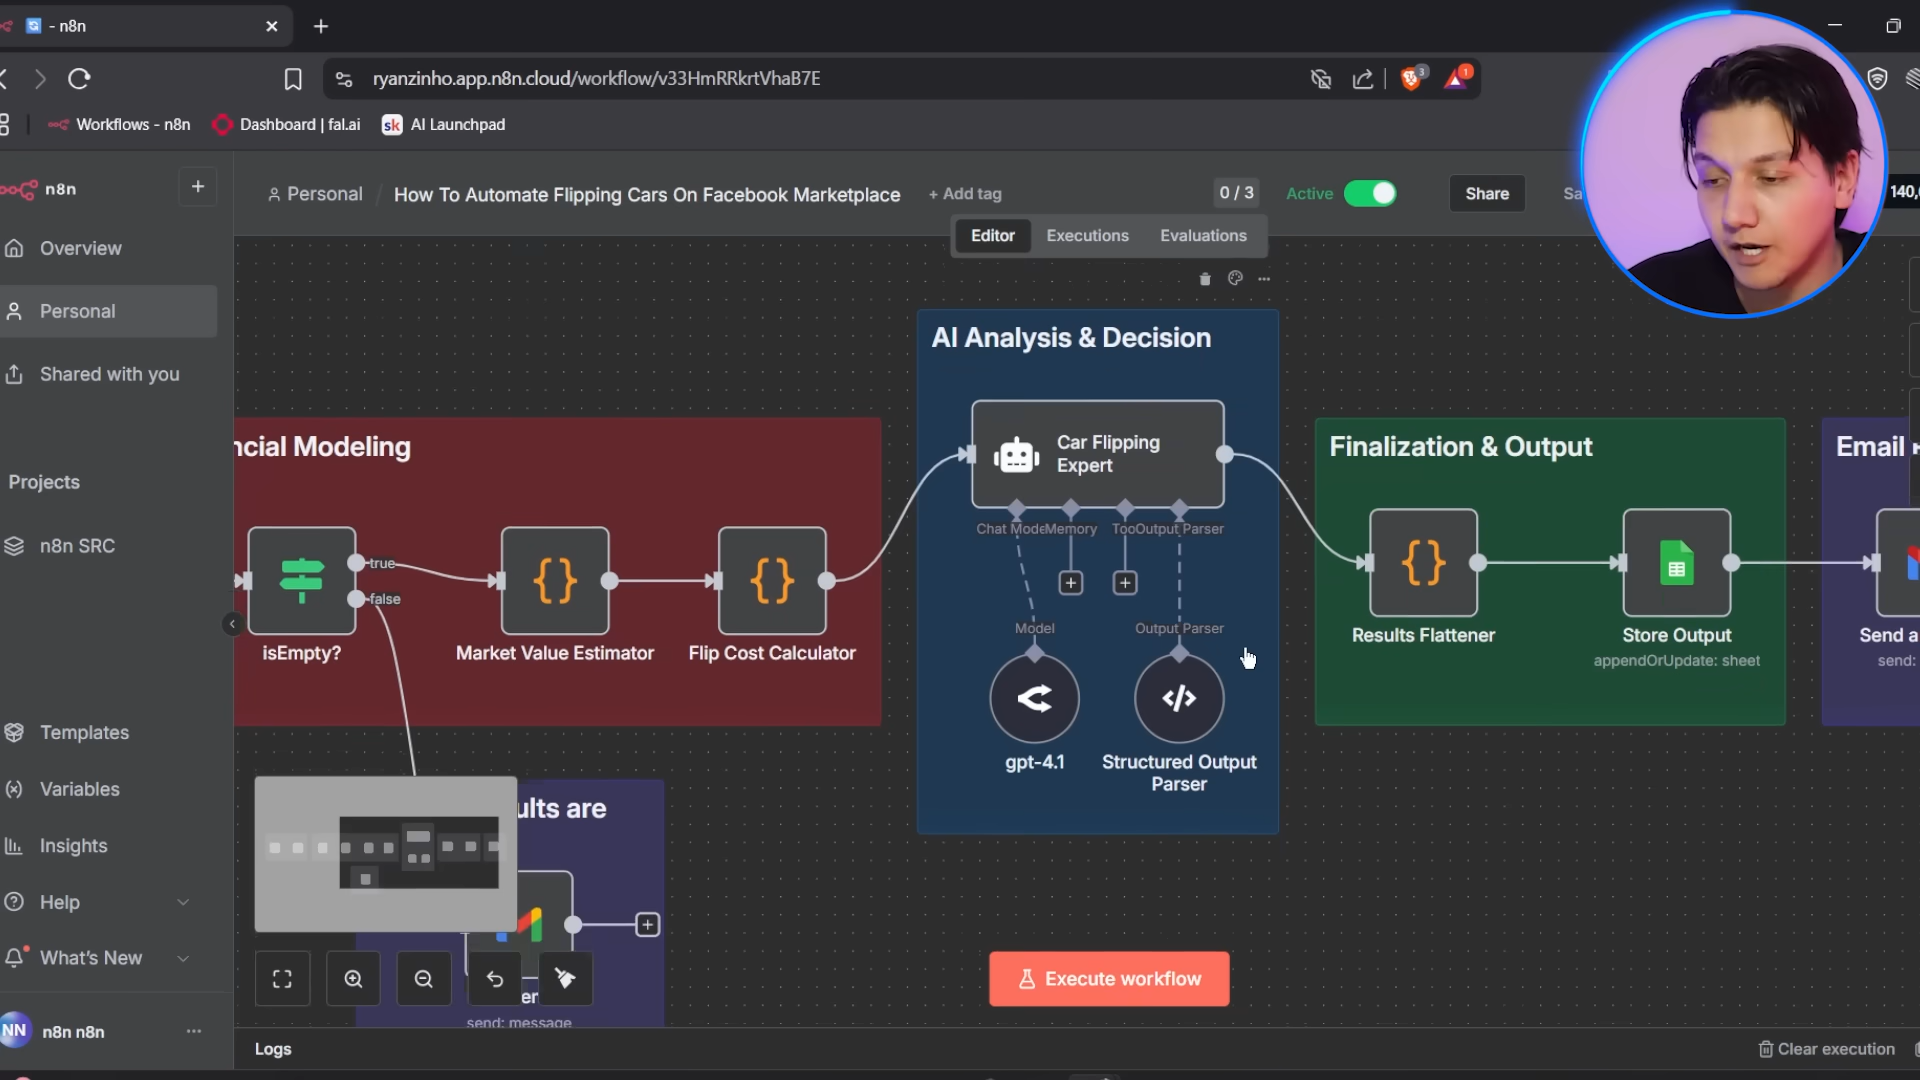 - n8n
ryanzinho.app.n8n.cloud/workflow/v33HmRRkrtVhaB7E
3
1
Workflows - n8n
Dashboard | fal.ai
sk
AI Launchpad
n8n
Personal / How To Automate Flipping Cars On Facebook Marketplace
+ Add tag
0 / 3
Active
Share
Sa
140,
Editor
Executions
Evaluations
Overview
Personal
Shared with you
Projects
n8n SRC
Templates
Variables
Insights
Help
What's New
NN
n8n n8n
ncial Modeling
isEmpty?
true
false
Market Value Estimator
Flip Cost Calculator
AI Analysis & Decision
Car Flipping
Expert
Chat Mode
Memory
Too
Output Parser
Model
Output Parser
gpt-4.1
Structured Output
Parser
Finalization & Output
Results Flattener
Store Output
appendOrUpdate: sheet
Email
Send a
send:
ults are
send: message
Execute workflow
Logs
Clear execution